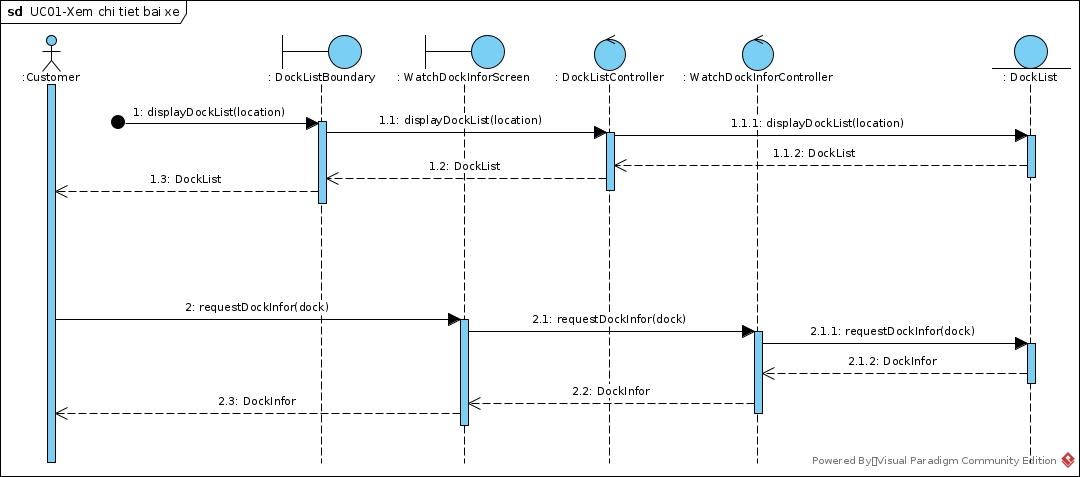 sd UC01-Xem chi tiet bai xe
:Customer
: DockListBoundary
: WatchDockInforScreen
: DockListController
: WatchDockInforController
: DockList
1: displayDockList(location)
1.1: displayDockList(location)
1.1.1: displayDockList(location)
1.1.2: DockList
1.2: DockList
1.3: DockList
2: requestDockInfor(dock)
2.1: requestDockInfor(dock)
2.1.1: requestDockInfor(dock)
2.1.2: DockInfor
2.2: DockInfor
2.3: DockInfor
Powered By▯Visual Paradigm Community Edition